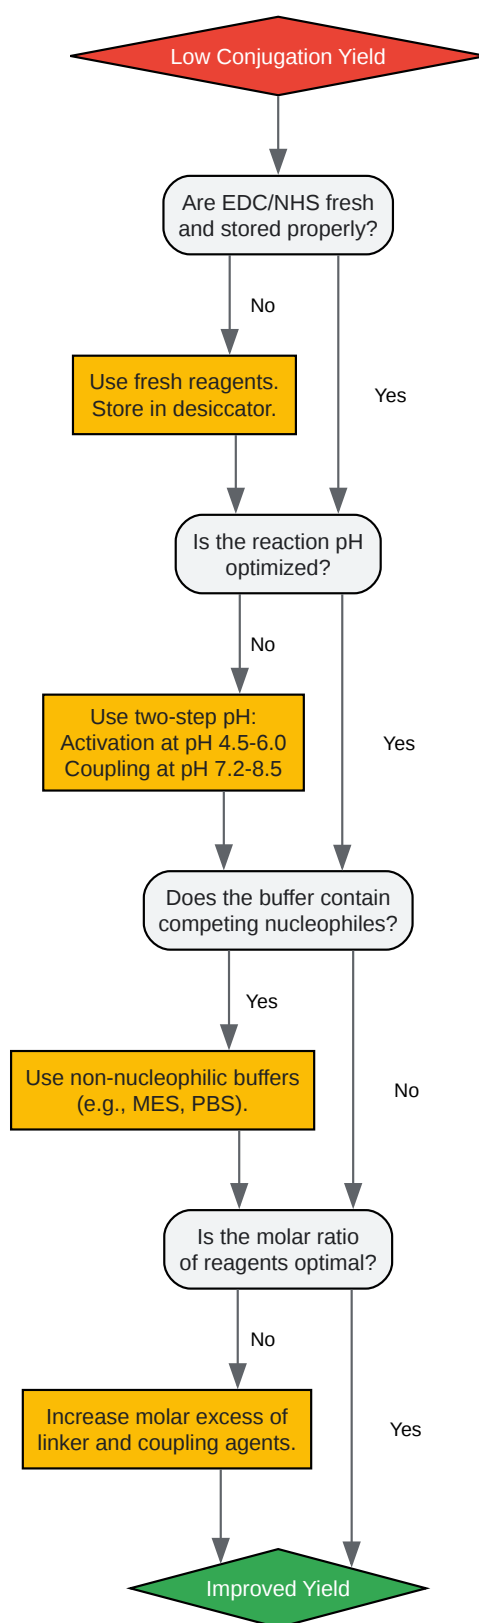 Low Conjugation Yield
Are EDC/NHS fresh
and stored properly?
No
Use fresh reagents.
Store in desiccator.
Yes
Is the reaction pH
optimized?
No
Use two-step pH:
Activation at pH 4.5-6.0
Coupling at pH 7.2-8.5
Yes
Does the buffer contain
competing nucleophiles?
Yes
Use non-nucleophilic buffers
(e.g., MES, PBS).
No
Is the molar ratio
of reagents optimal?
No
Increase molar excess of
linker and coupling agents.
Yes
Improved Yield